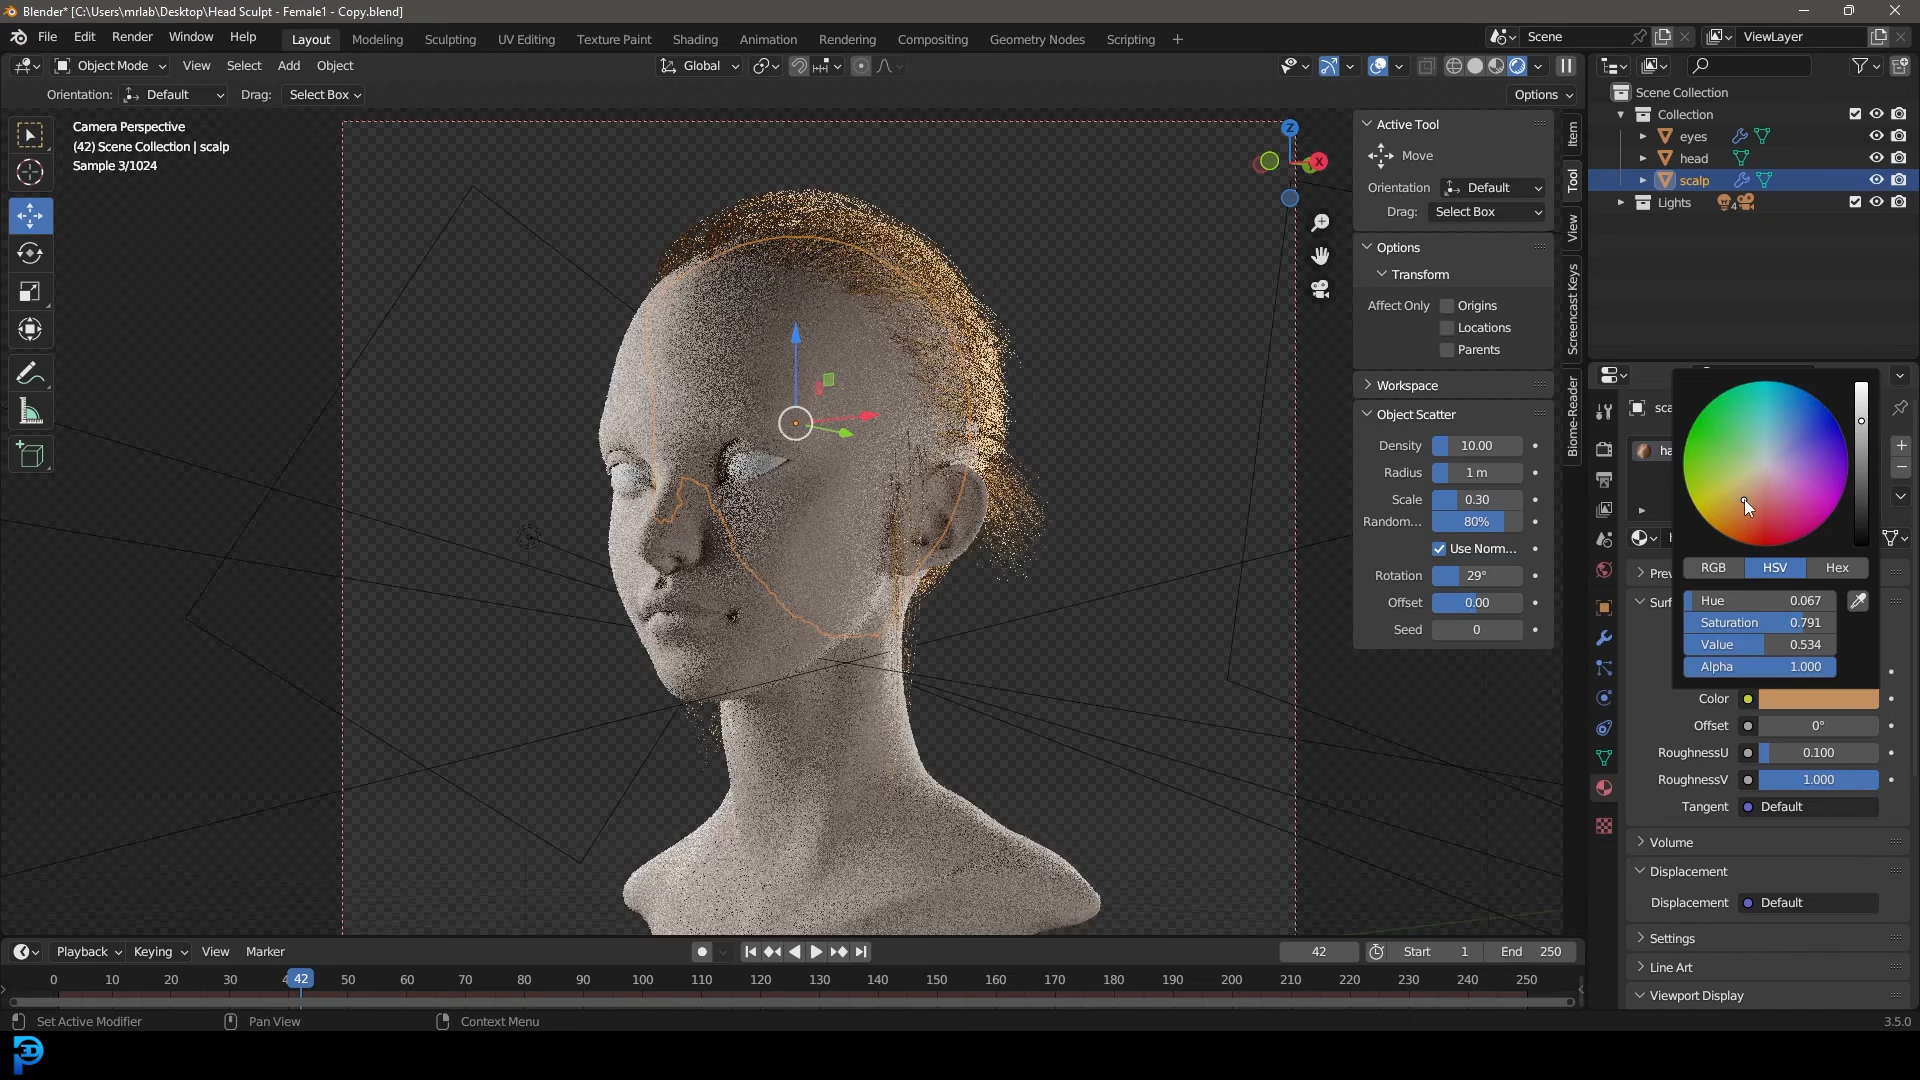 Blender* [C:\Users\mrlab\Desktop\Head Sculpt - Female1 - Copy.blend]
File Edit Render Window Help Layout Modeling Sculpting UV Editing Texture Paint Shading Animation Rendering Compositing Geometry Nodes Scripting + Scene ViewLayer
Object Mode View Select Add Object Global
Orientation: Default Drag: Select Box Options
Camera Perspective
(42) Scene Collection | scalp
Sample 3/1024
Z
X
Active Tool
Move
Orientation Default
Drag: Select Box
Options
Transform
Affect Only Origins
Locations
Parents
Workspace
Object Scatter
Density 10.00
Radius 1 m
Scale 0.30
Random... 80%
Use Norm...
Rotation 29°
Offset 0.00
Seed 0
Item
Tool
View
Screencast Keys
Biome-Reader
Scene Collection
Collection
eyes
head
scalp
Lights 4
sca
ha
Prev
Surf
RGB HSV Hex
Hue 0.067
Saturation 0.791
Value 0.534
Alpha 1.000
Color
Offset 0°
RoughnessU 0.100
RoughnessV 1.000
Tangent Default
Volume
Displacement
Displacement Default
Settings
Line Art
Viewport Display
Playback Keying View Marker 42 Start 1 End 250
0 10 20 30 4 42 50 60 70 80 90 100 110 120 130 140 150 160 170 180 190 200 210 220 230 240 250
Set Active Modifier Pan View Context Menu 3.5.0
3D